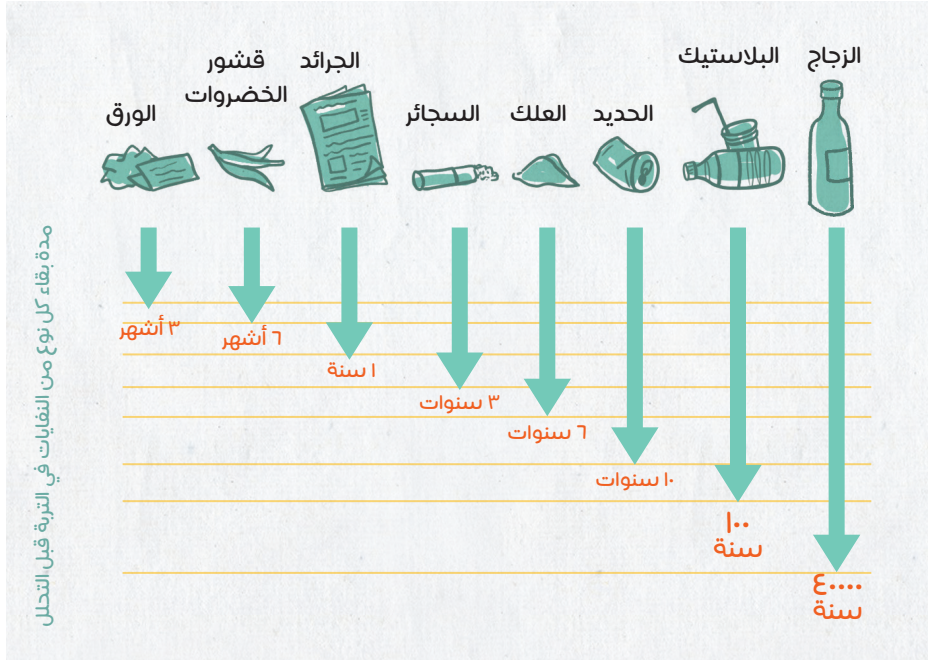 الزجاج
البلاستيك
الحديد
العلك
السجائر
الجرائد
قشور
الخضروات
الورق
مدة بقاء كل نوع من النفايات في التربة قبل التحلل
٣ أشهر
٦ أشهر
١ سنة
٣ سنوات
٦ سنوات
١٠ سنوات
١٠٠
سنة
٤٠٠٠٠
سنة